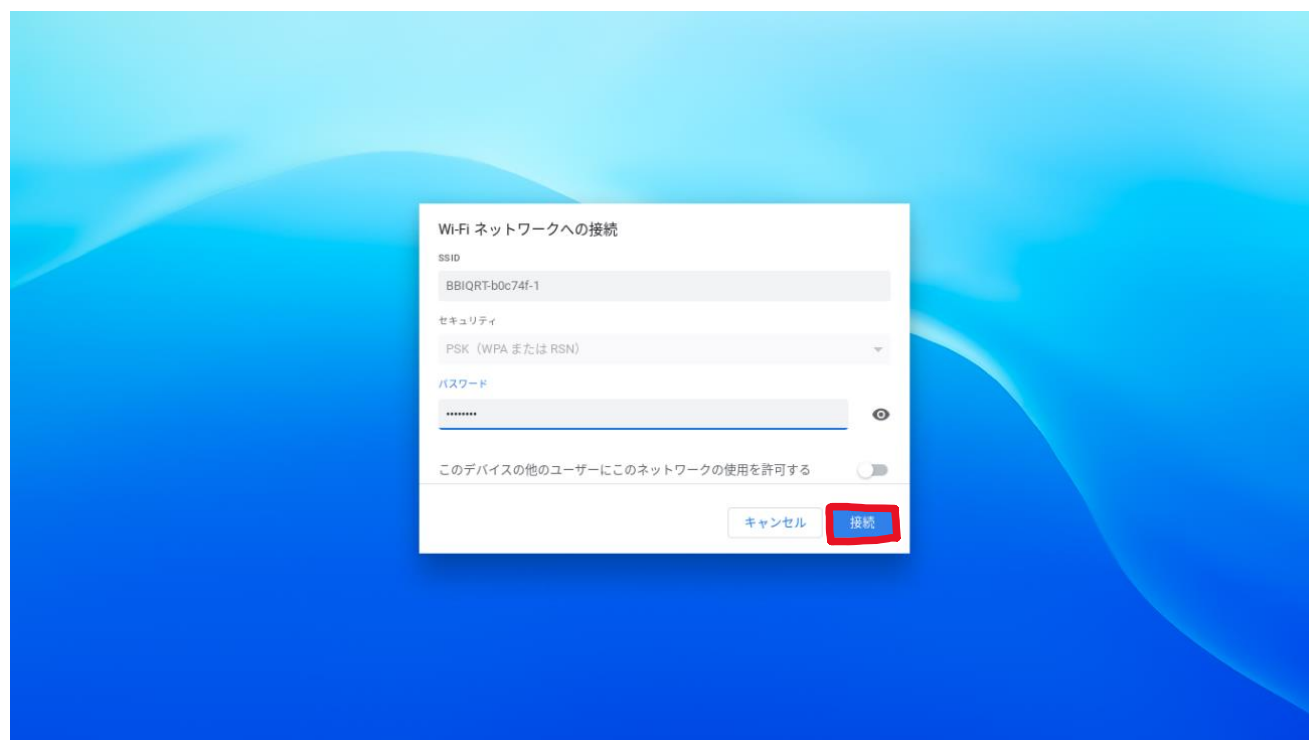 Wi-Fi ネットワークへの接続
SSID
BBIQRT-b0c74f-1
セキュリティ
PSK（WPA または RSN）
パスワード
••••••••
このデバイスの他のユーザーにこのネットワークの使用を許可する
キャンセル
接続